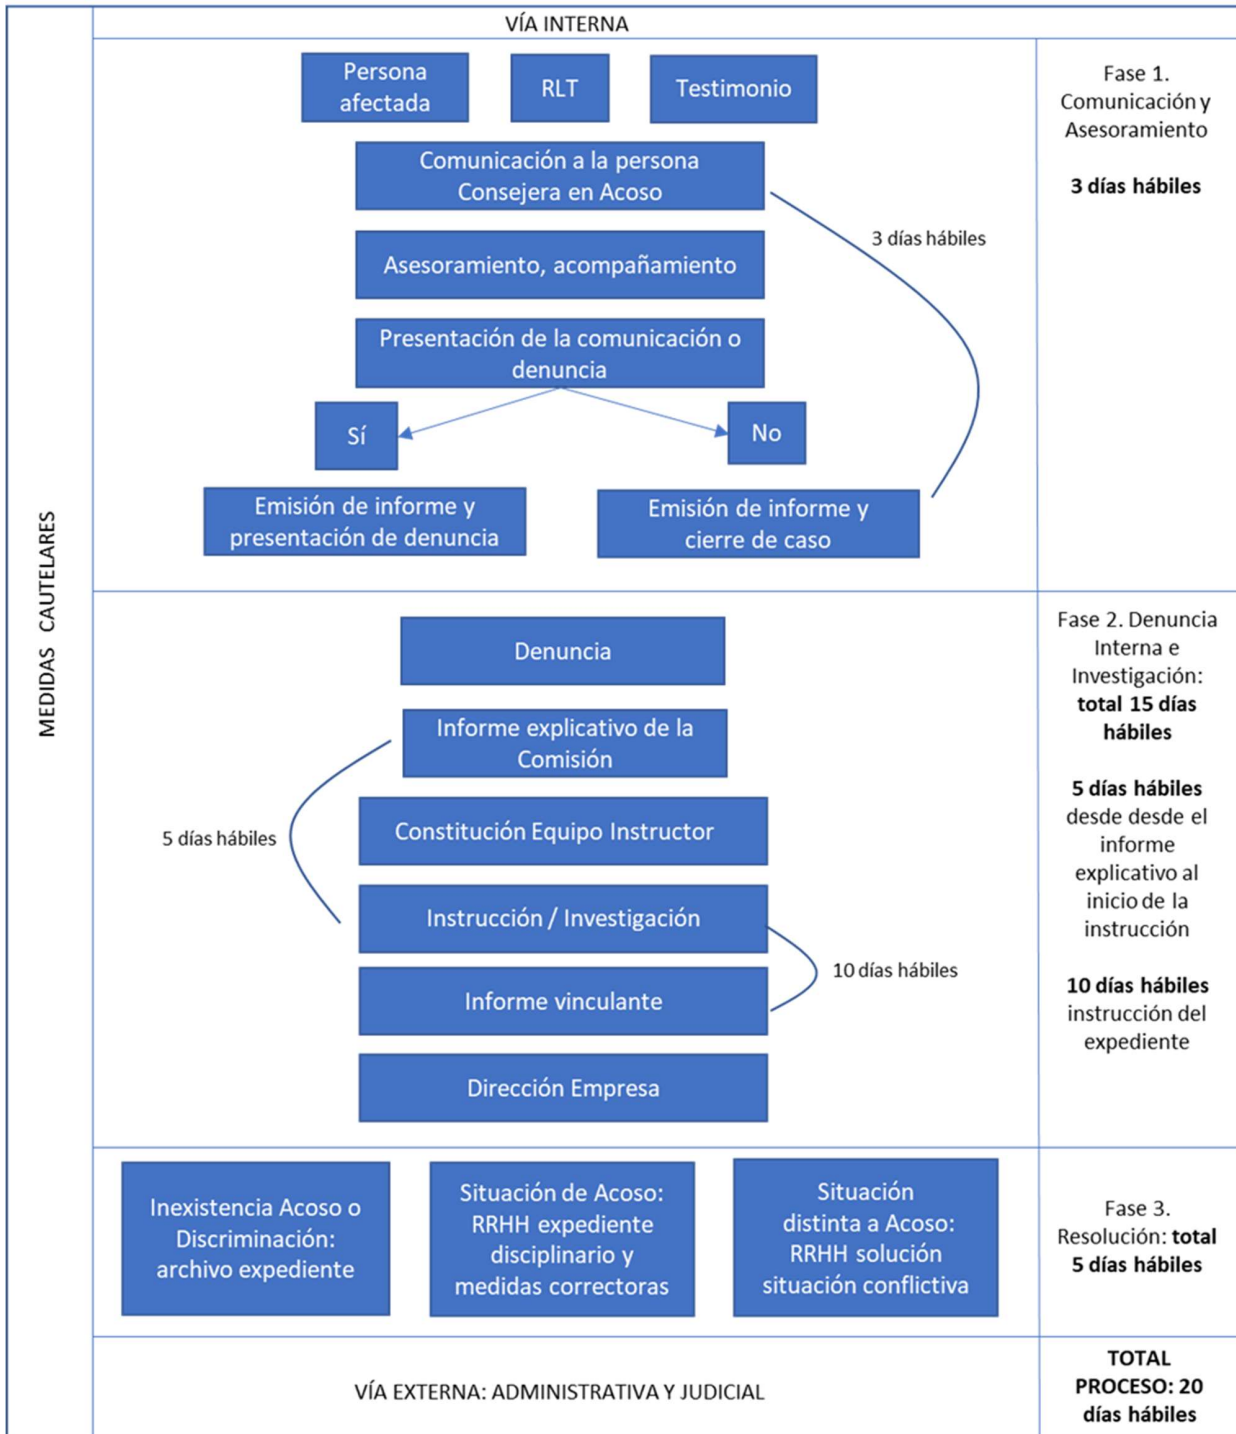 VÍA INTERNA
Persona
afectada
RLT
Testimonio
Comunicación a la persona
Consejera en Acoso
3 días hábiles
Asesoramiento, acompañamiento
Presentación de la comunicación o
denuncia
Sí
No
Emisión de informe y
presentación de denuncia
Emisión de informe y
cierre de caso
Fase 1.
Comunicación y
Asesoramiento
3 días hábiles
MEDIDAS CAUTELARES
Denuncia
Informe explicativo de la
Comisión
5 días hábiles
Constitución Equipo Instructor
Instrucción / Investigación
10 días hábiles
Informe vinculante
Dirección Empresa
Fase 2. Denuncia
Interna e
Investigación:
total 15 días
hábiles
5 días hábiles
desde desde el
informe
explicativo al
inicio de la
instrucción
10 días hábiles
instrucción del
expediente
Inexistencia Acoso o
Discriminación:
archivo expediente
Situación de Acoso:
RRHH expediente
disciplinario y
medidas correctoras
Situación
distinta a Acoso:
RRHH solución
situación conflictiva
Fase 3.
Resolución: total
5 días hábiles
VÍA EXTERNA: ADMINISTRATIVA Y JUDICIAL
TOTAL
PROCESO: 20
días hábiles